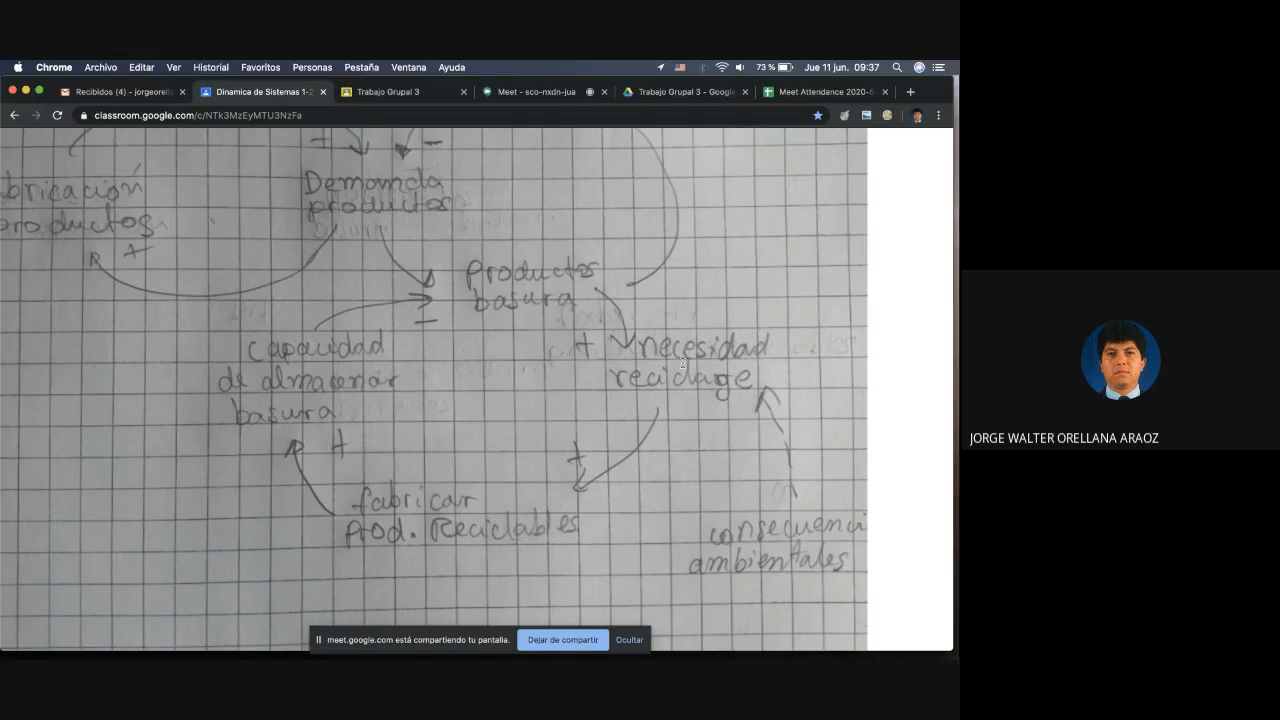 Chrome Archivo Editar Ver Historial Favoritos Personas Pestaña Ventana Ayuda 73 % Jue 11 jun. 09:37
Recibidos (4) - jorgeorel Dinamica de Sistemas 1-2 Trabajo Grupal 3 Meet - sco-nxdn-jua Trabajo Grupal 3 - Google Meet Attendance 2020-
classroom.google.com/c/NTk3MzEyMTU3NzFa
+ -
Demanda
productos
bricación
productos
+
productos
basura
-
capacidad
de almacenar
basura
+
+ necesidad
reciclage
+
fabricar
prod. Reciclables
consecuenci
ambientales
meet.google.com está compartiendo tu pantalla. Dejar de compartir Ocultar
JORGE WALTER ORELLANA ARAOZ